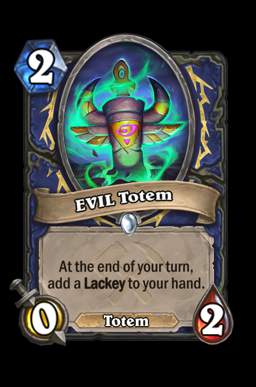 2
EVIL Totem
At the end of your turn,
add a Lackey to your hand.
0
Totem
2